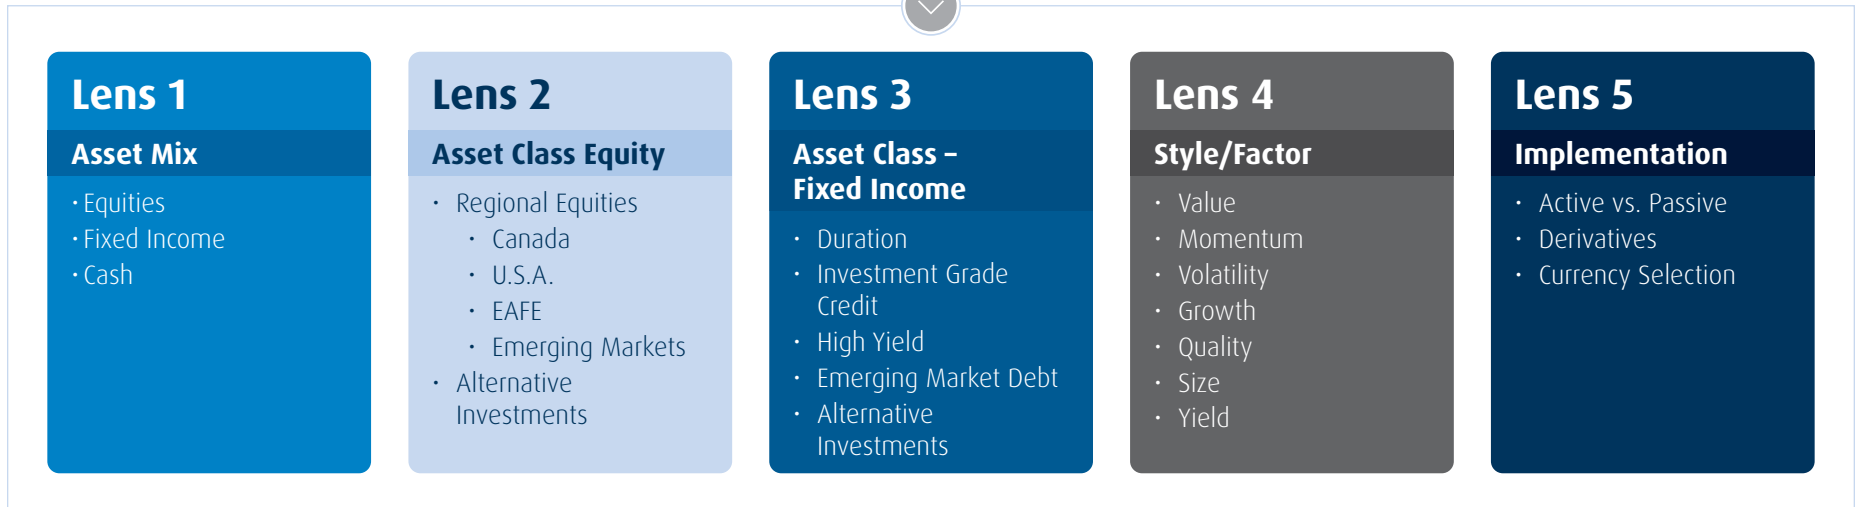 Lens 1
Asset Mix
· Equities
· Fixed Income
· Cash
Lens 2
Asset Class Equity
· Regional Equities
· Canada
· U.S.A.
· EAFE
· Emerging Markets
· Alternative
Investments
Lens 3
Asset Class –
Fixed Income
· Duration
· Investment Grade
Credit
· High Yield
· Emerging Market Debt
· Alternative
Investments
Lens 4
Style/Factor
· Value
· Momentum
· Volatility
· Growth
· Quality
· Size
· Yield
Lens 5
Implementation
· Active vs. Passive
· Derivatives
· Currency Selection